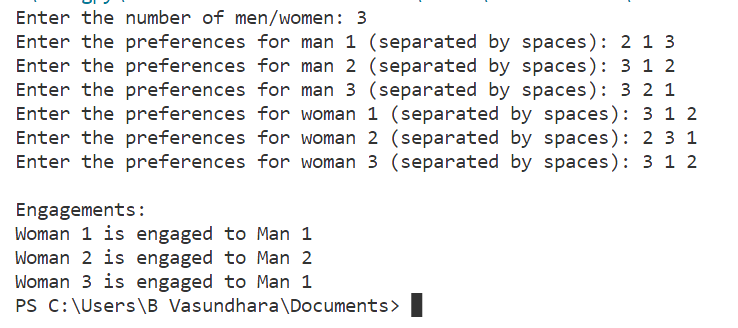 Enter the number of men/women: 3
Enter the preferences for man 1 (separated by spaces): 2 1 3
Enter the preferences for man 2 (separated by spaces): 3 1 2
Enter the preferences for man 3 (separated by spaces): 3 2 1
Enter the preferences for woman 1 (separated by spaces): 3 1 2
Enter the preferences for woman 2 (separated by spaces): 2 3 1
Enter the preferences for woman 3 (separated by spaces): 3 1 2
Engagements:
Woman 1 is engaged to Man 1
Woman 2 is engaged to Man 2
Woman 3 is engaged to Man 1
PS C:\Users\B Vasundhara\Documents>